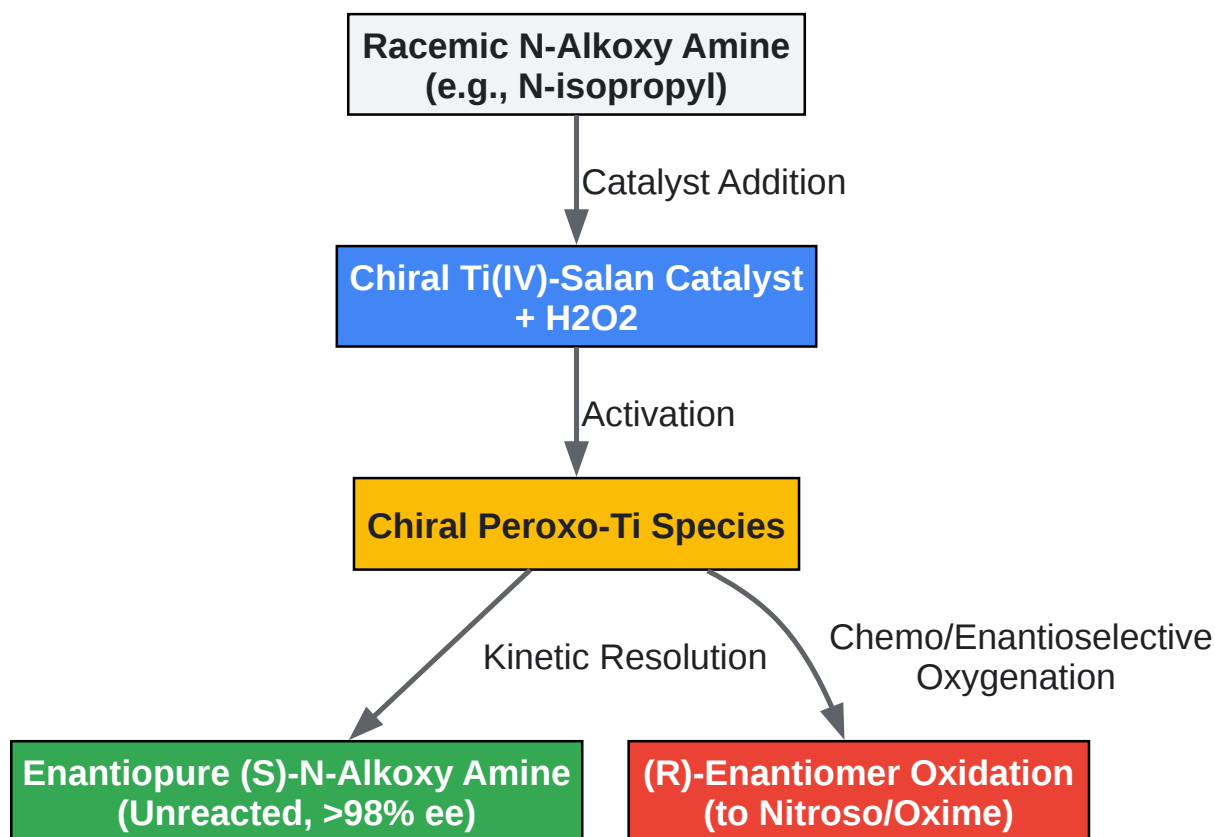 Racemic N-Alkoxy Amine
(e.g., N-isopropyl)
Catalyst Addition
Chiral Ti(IV)-Salan Catalyst
+ H2O2
Activation
Chiral Peroxo-Ti Species
Kinetic Resolution
Chemo/Enantioselective
Oxygenation
Enantiopure (S)-N-Alkoxy Amine
(Unreacted, >98% ee)
(R)-Enantiomer Oxidation
(to Nitroso/Oxime)